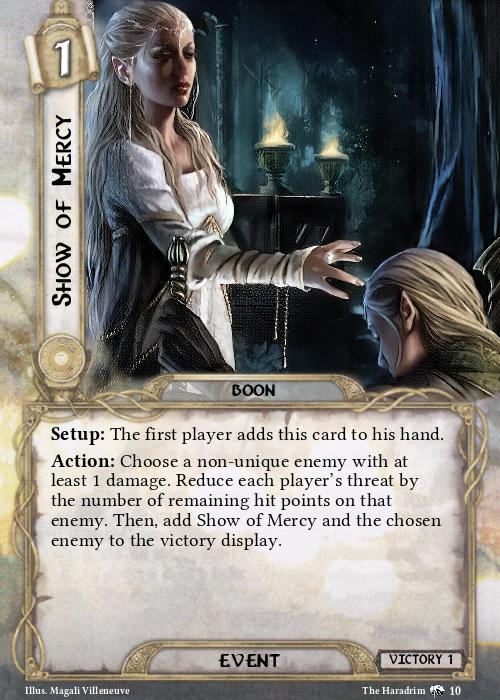 1
Show of Mercy
BOON
Setup: The first player adds this card to his hand.
Action: Choose a non-unique enemy with at
least 1 damage. Reduce each player's threat by
the number of remaining hit points on that
enemy. Then, add Show of Mercy and the chosen
enemy to the victory display.
EVENT
VICTORY 1
Illus. Magali Villeneuve
The Haradrim 10